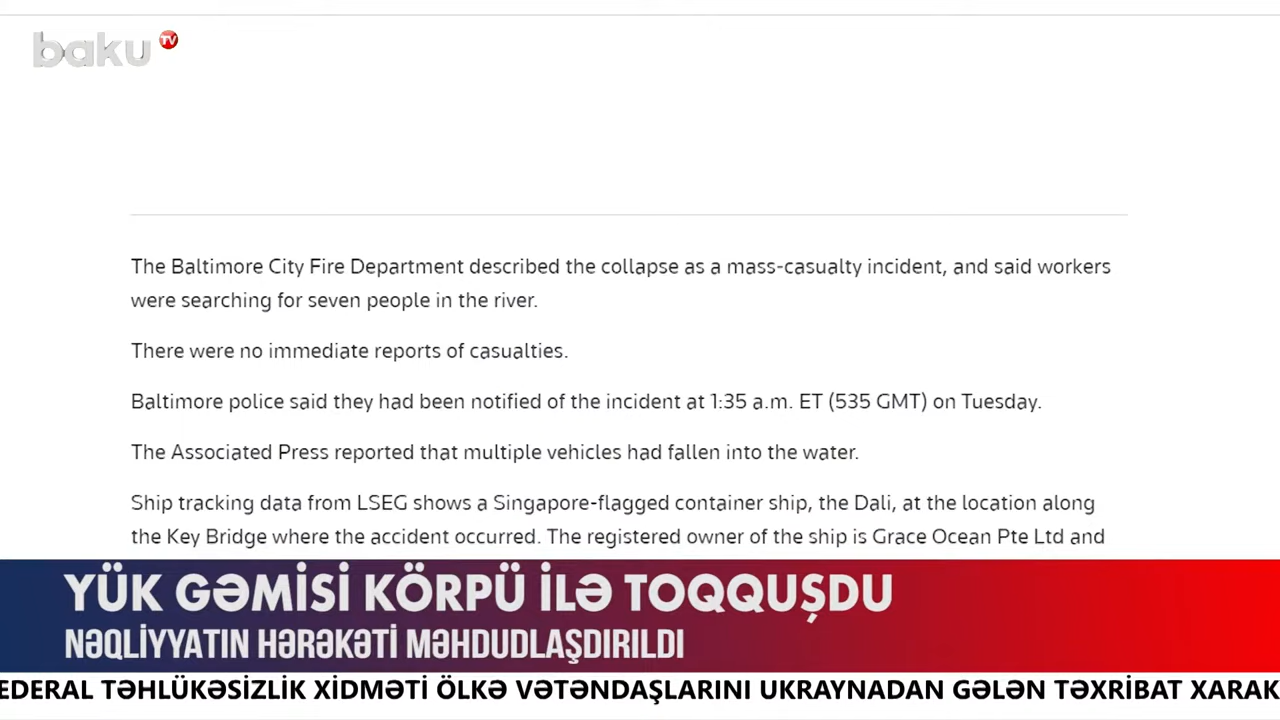 baku TV
The Baltimore City Fire Department described the collapse as a mass-casualty incident, and said workers
were searching for seven people in the river.
There were no immediate reports of casualties.
Baltimore police said they had been notified of the incident at 1:35 a.m. ET (535 GMT) on Tuesday.
The Associated Press reported that multiple vehicles had fallen into the water.
Ship tracking data from LSEG shows a Singapore-flagged container ship, the Dali, at the location along
the Key Bridge where the accident occurred. The registered owner of the ship is Grace Ocean Pte Ltd and
YÜK GƏMİSİ KÖRPÜ İLƏ TOQQUŞDU
NƏQLİYYATIN HƏRƏKƏTİ MƏHDUDLAŞDIRILDI
EDERAL TƏHLÜKƏSİZLİK XİDMƏTİ ÖLKƏ VƏTƏNDAŞLARINI UKRAYNADAN GƏLƏN TƏXRİBAT XARAK